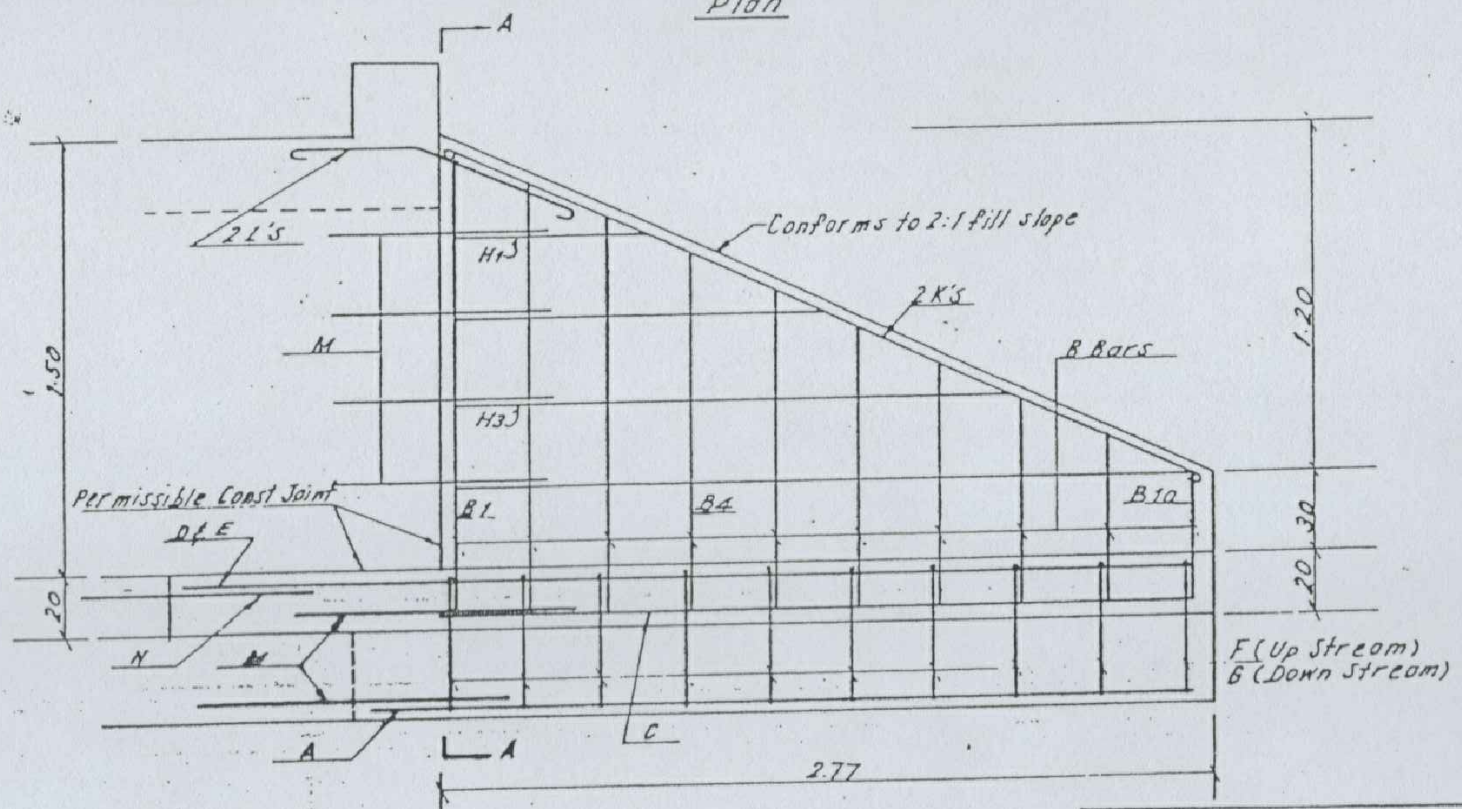 Plan
A
2 L's
H1
Conforms to 2:1 fill slope
2 K's
M
B Bars
1.50
1.20
H3
Permissible Const Joint
D & E
B1
B4
B10
.30
.20
.20
N
M
F (Up Stream)
G (Down Stream)
A
A
C
2.77